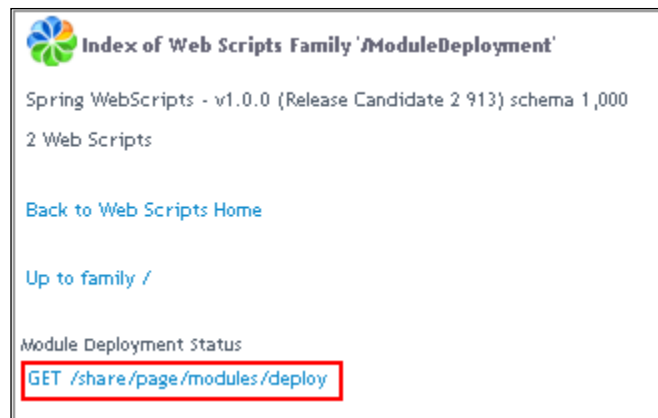 Index of Web Scripts Family '/ModuleDeployment'
Spring WebScripts - v1.0.0 (Release Candidate 2 913) schema 1,000
2 Web Scripts
Back to Web Scripts Home
Up to family /
Module Deployment Status
GET /share/page/modules/deploy